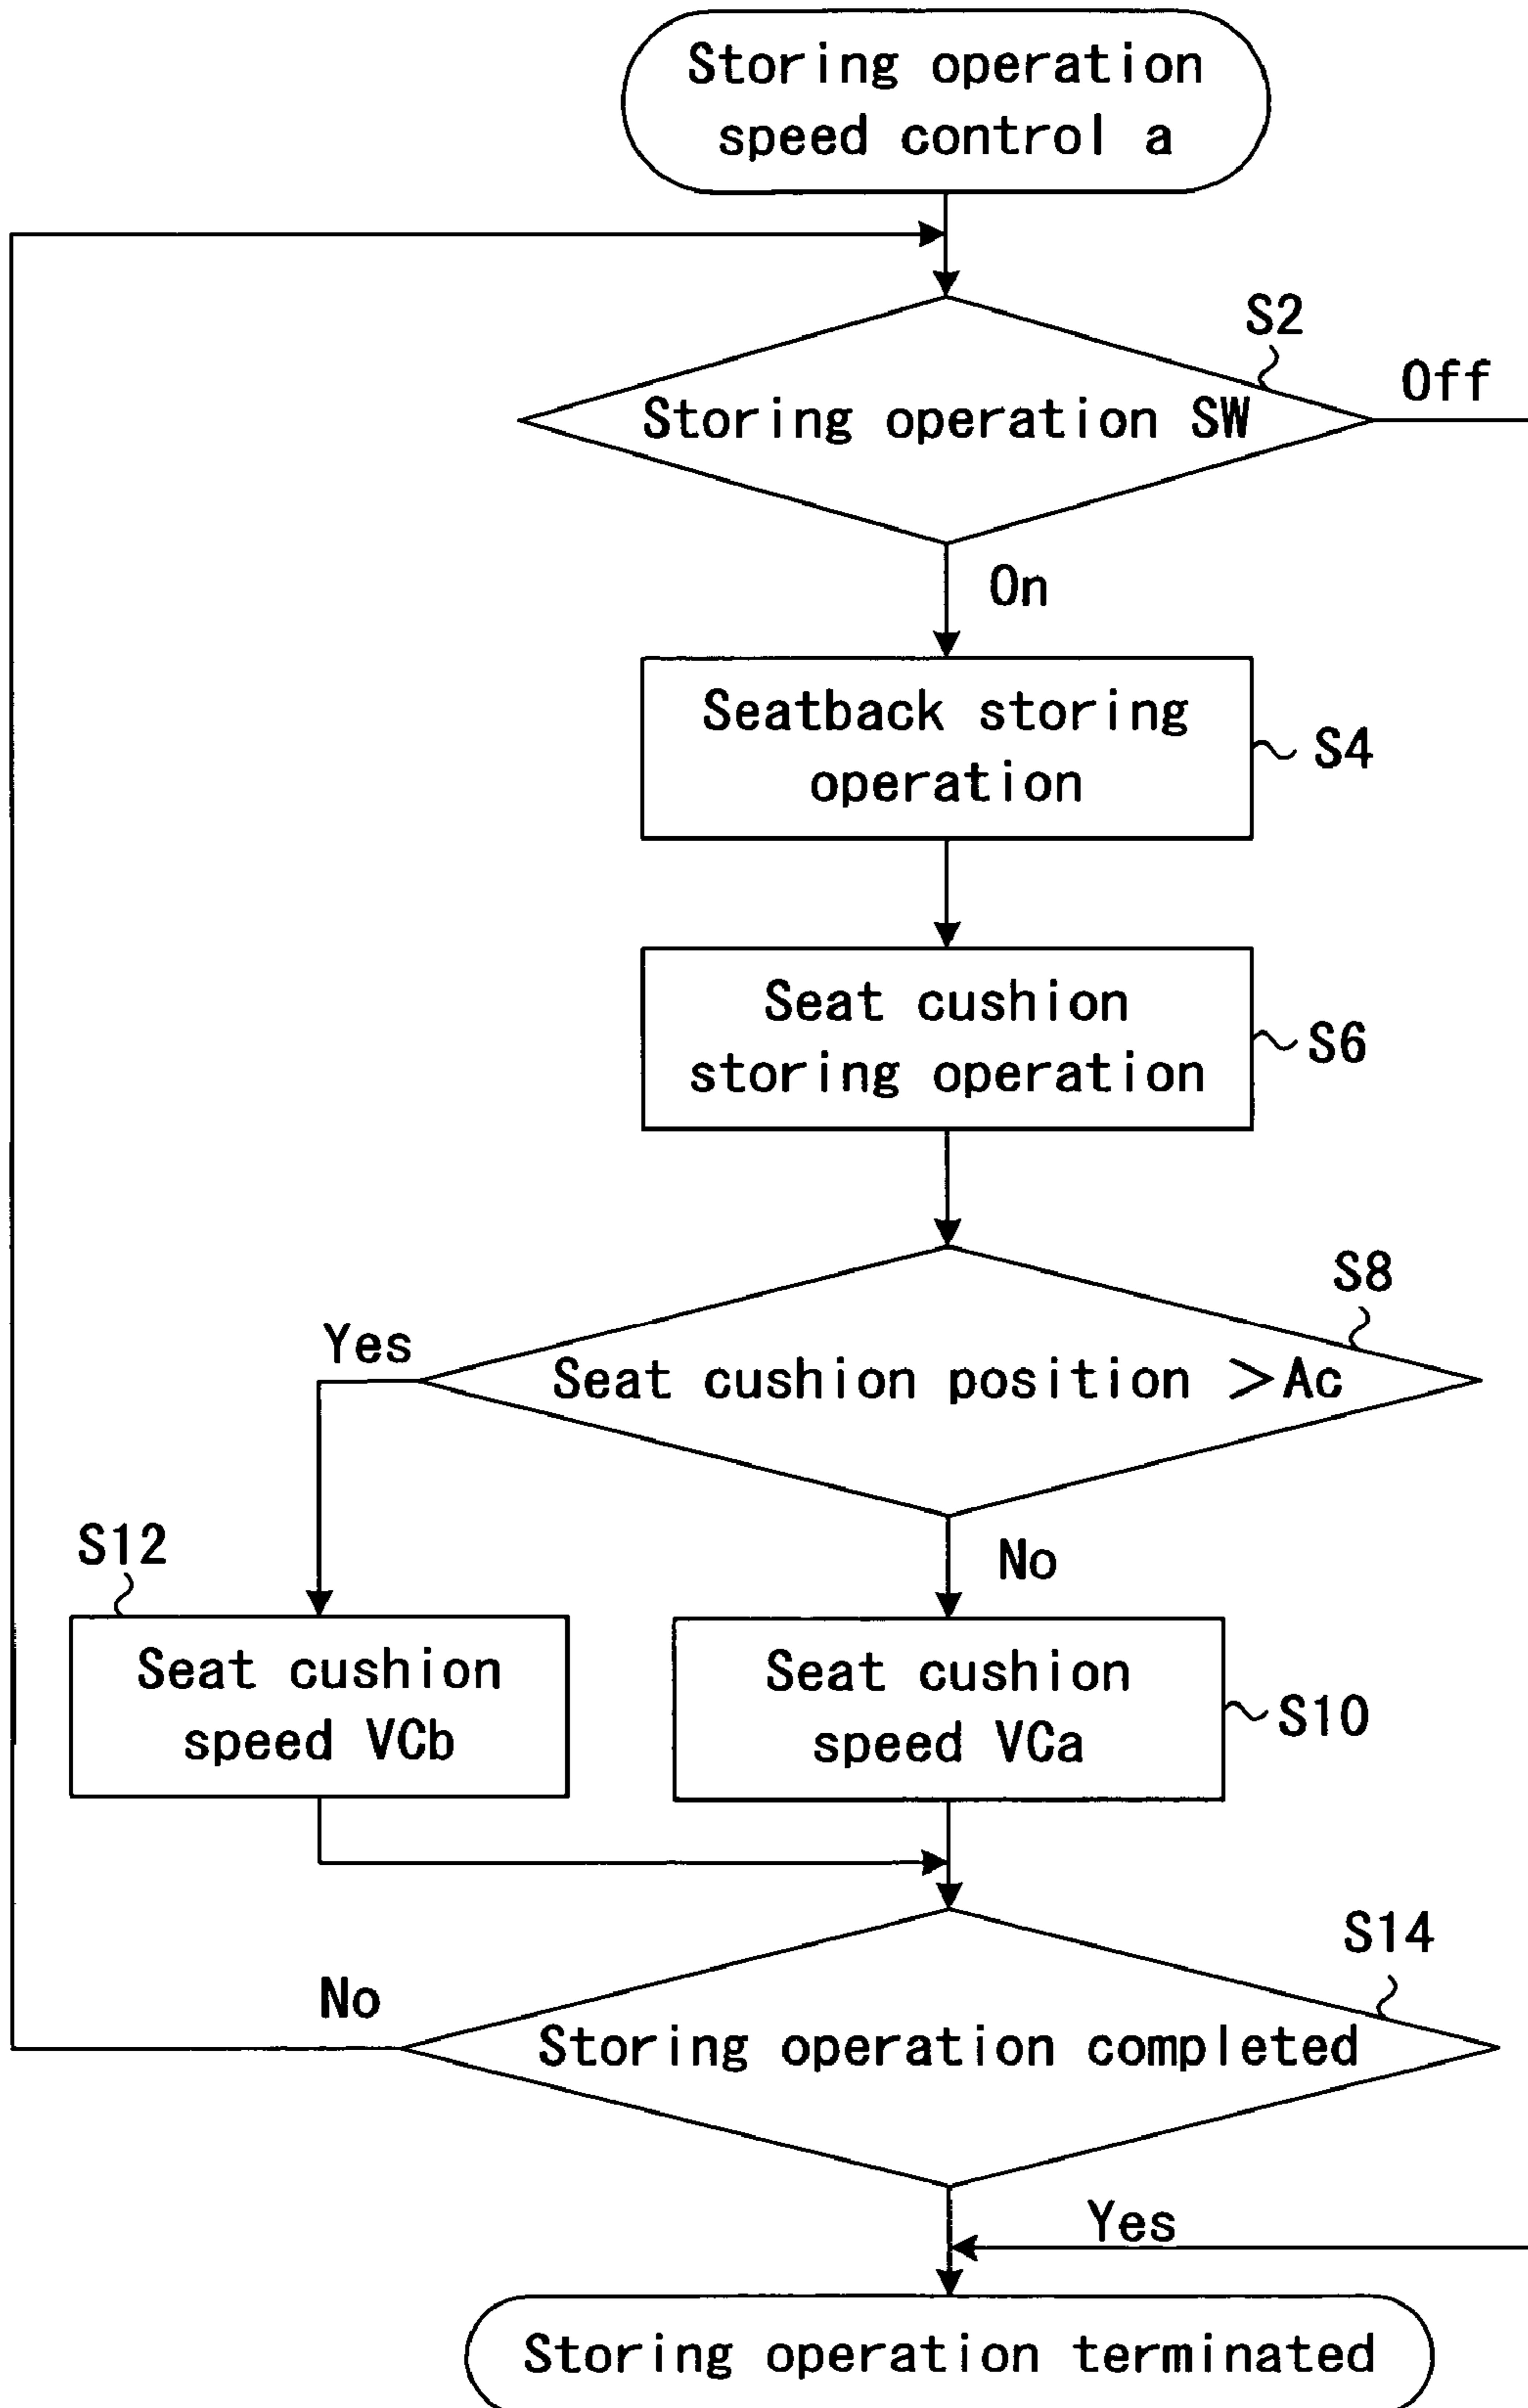 Storing operation
speed control a
S2
Off
Storing operation SW
On
Seatback storing
operation
S4
Seat cushion
storing operation
S6
S8
Yes
Seat cushion position >Ac
No
S12
Seat cushion
speed VCb
Seat cushion
speed VCa
S10
S14
No
Storing operation completed
Yes
Storing operation terminated